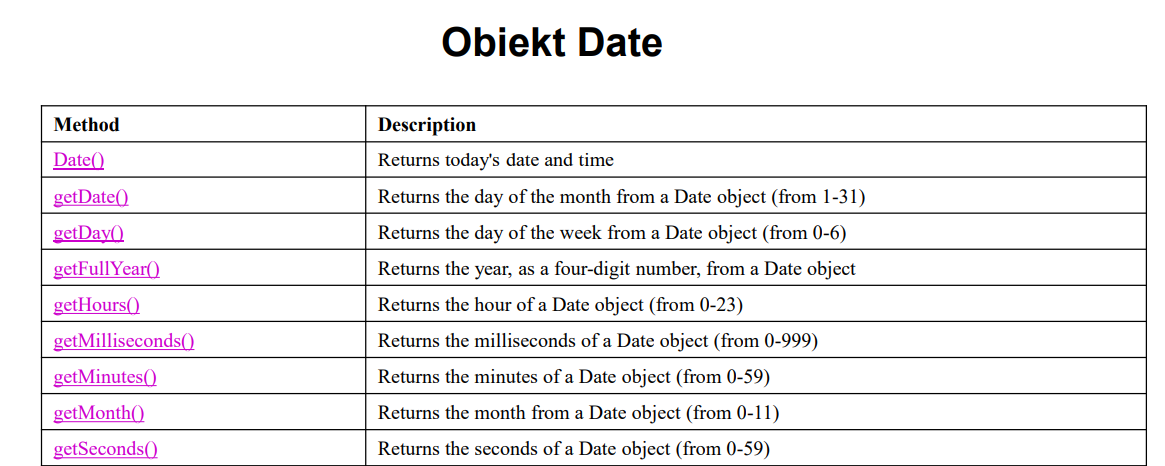 Obiekt Date
Method Description
Date() Returns today's date and time
getDate() Returns the day of the month from a Date object (from 1-31)
getDay() Returns the day of the week from a Date object (from 0-6)
getFullYear() Returns the year, as a four-digit number, from a Date object
getHours() Returns the hour of a Date object (from 0-23)
getMilliseconds() Returns the milliseconds of a Date object (from 0-999)
getMinutes() Returns the minutes of a Date object (from 0-59)
getMonth() Returns the month from a Date object (from 0-11)
getSeconds() Returns the seconds of a Date object (from 0-59)